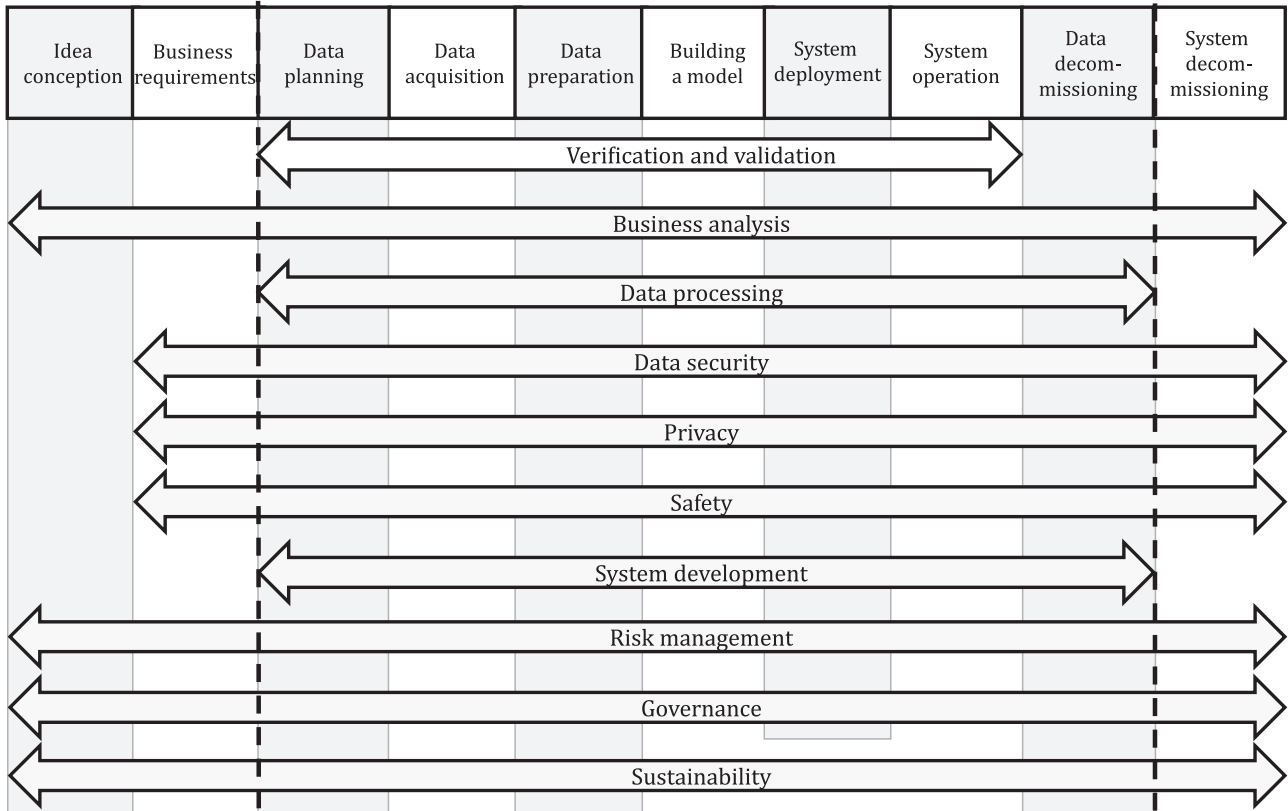 Idea
conception
Business
requirements
Data
planning
Data
acquisition
Data
preparation
Building
a model
System
deployment
System
operation
Data
decom-
missioning
System
decom-
missioning
Verification and validation
Business analysis
Data processing
Data security
Privacy
Safety
System development
Risk management
Governance
Sustainability